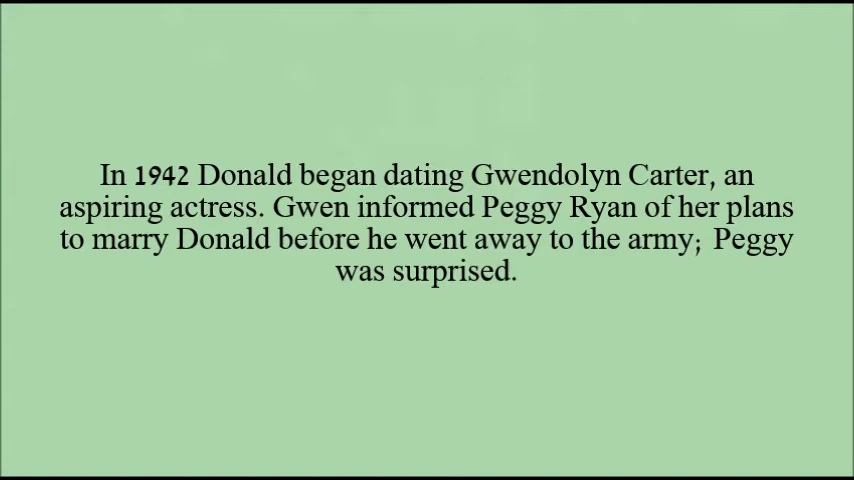 In 1942 Donald began dating Gwendolyn Carter, an
aspiring actress. Gwen informed Peggy Ryan of her plans
to marry Donald before he went away to the army; Peggy
was surprised.